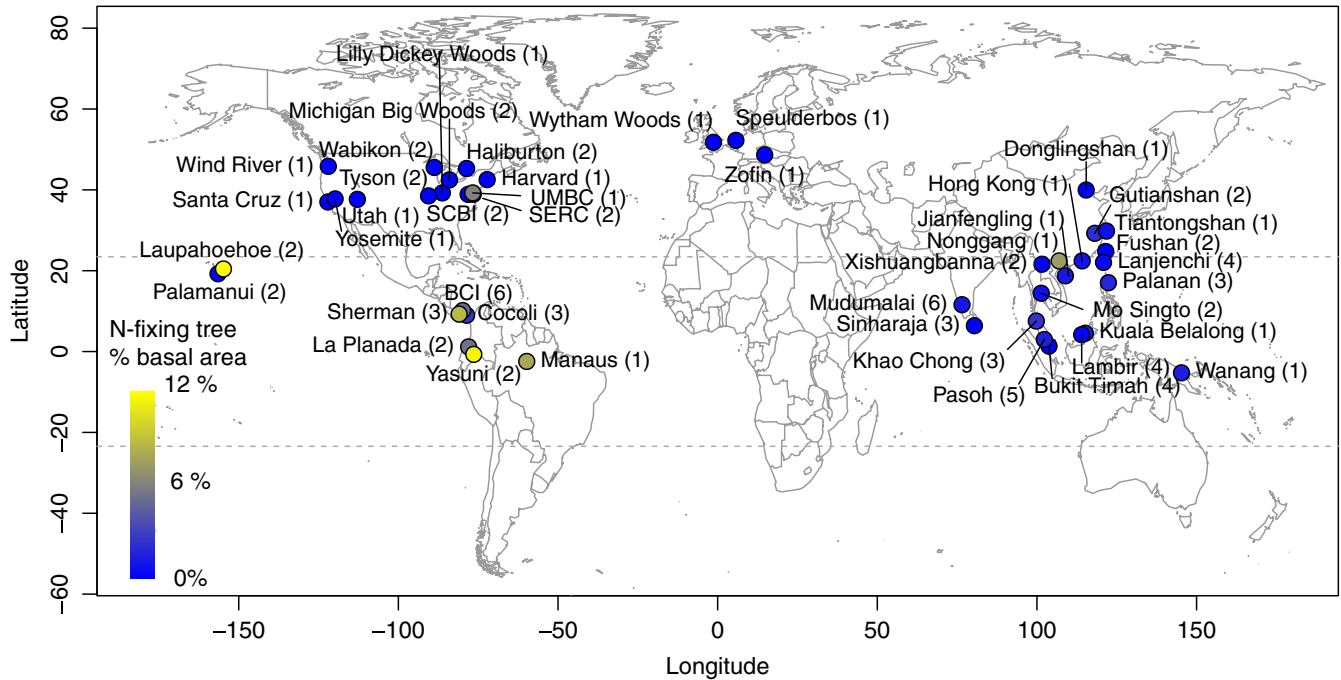 80
60
40
20
0
−20
−40
−60
Latitude
−150
−100
−50
0
50
100
150
Longitude
Lilly Dickey Woods (1)
Michigan Big Woods (2)
Wytham Woods (1)
Speulderbos (1)
Wabikon (2)
Haliburton (2)
Zofin (1)
Donglingshan (1)
Wind River (1)
Tyson (2)
Harvard (1)
Hong Kong (1)
Gutianshan (2)
Santa Cruz (1)
Utah (1)
SCBI (2)
UMBC (1)
SERC (2)
Jianfengling (1)
Tiantongshan (1)
Yosemite (1)
Nonggang (1)
Fushan (2)
Laupahoehoe (2)
Xishuangbanna (2)
Lanjenchi (4)
Palamanui (2)
BCI (6)
Palanan (3)
Sherman (3)
Cocoli (3)
Mudumalai (6)
Mo Singto (2)
Sinharaja (3)
Kuala Belalong (1)
La Planada (2)
Manaus (1)
Khao Chong (3)
Lambir (4)
Wanang (1)
Yasuni (2)
Pasoh (5)
Bukit Timah (4)
N-fixing tree
% basal area
12 %
6 %
0%